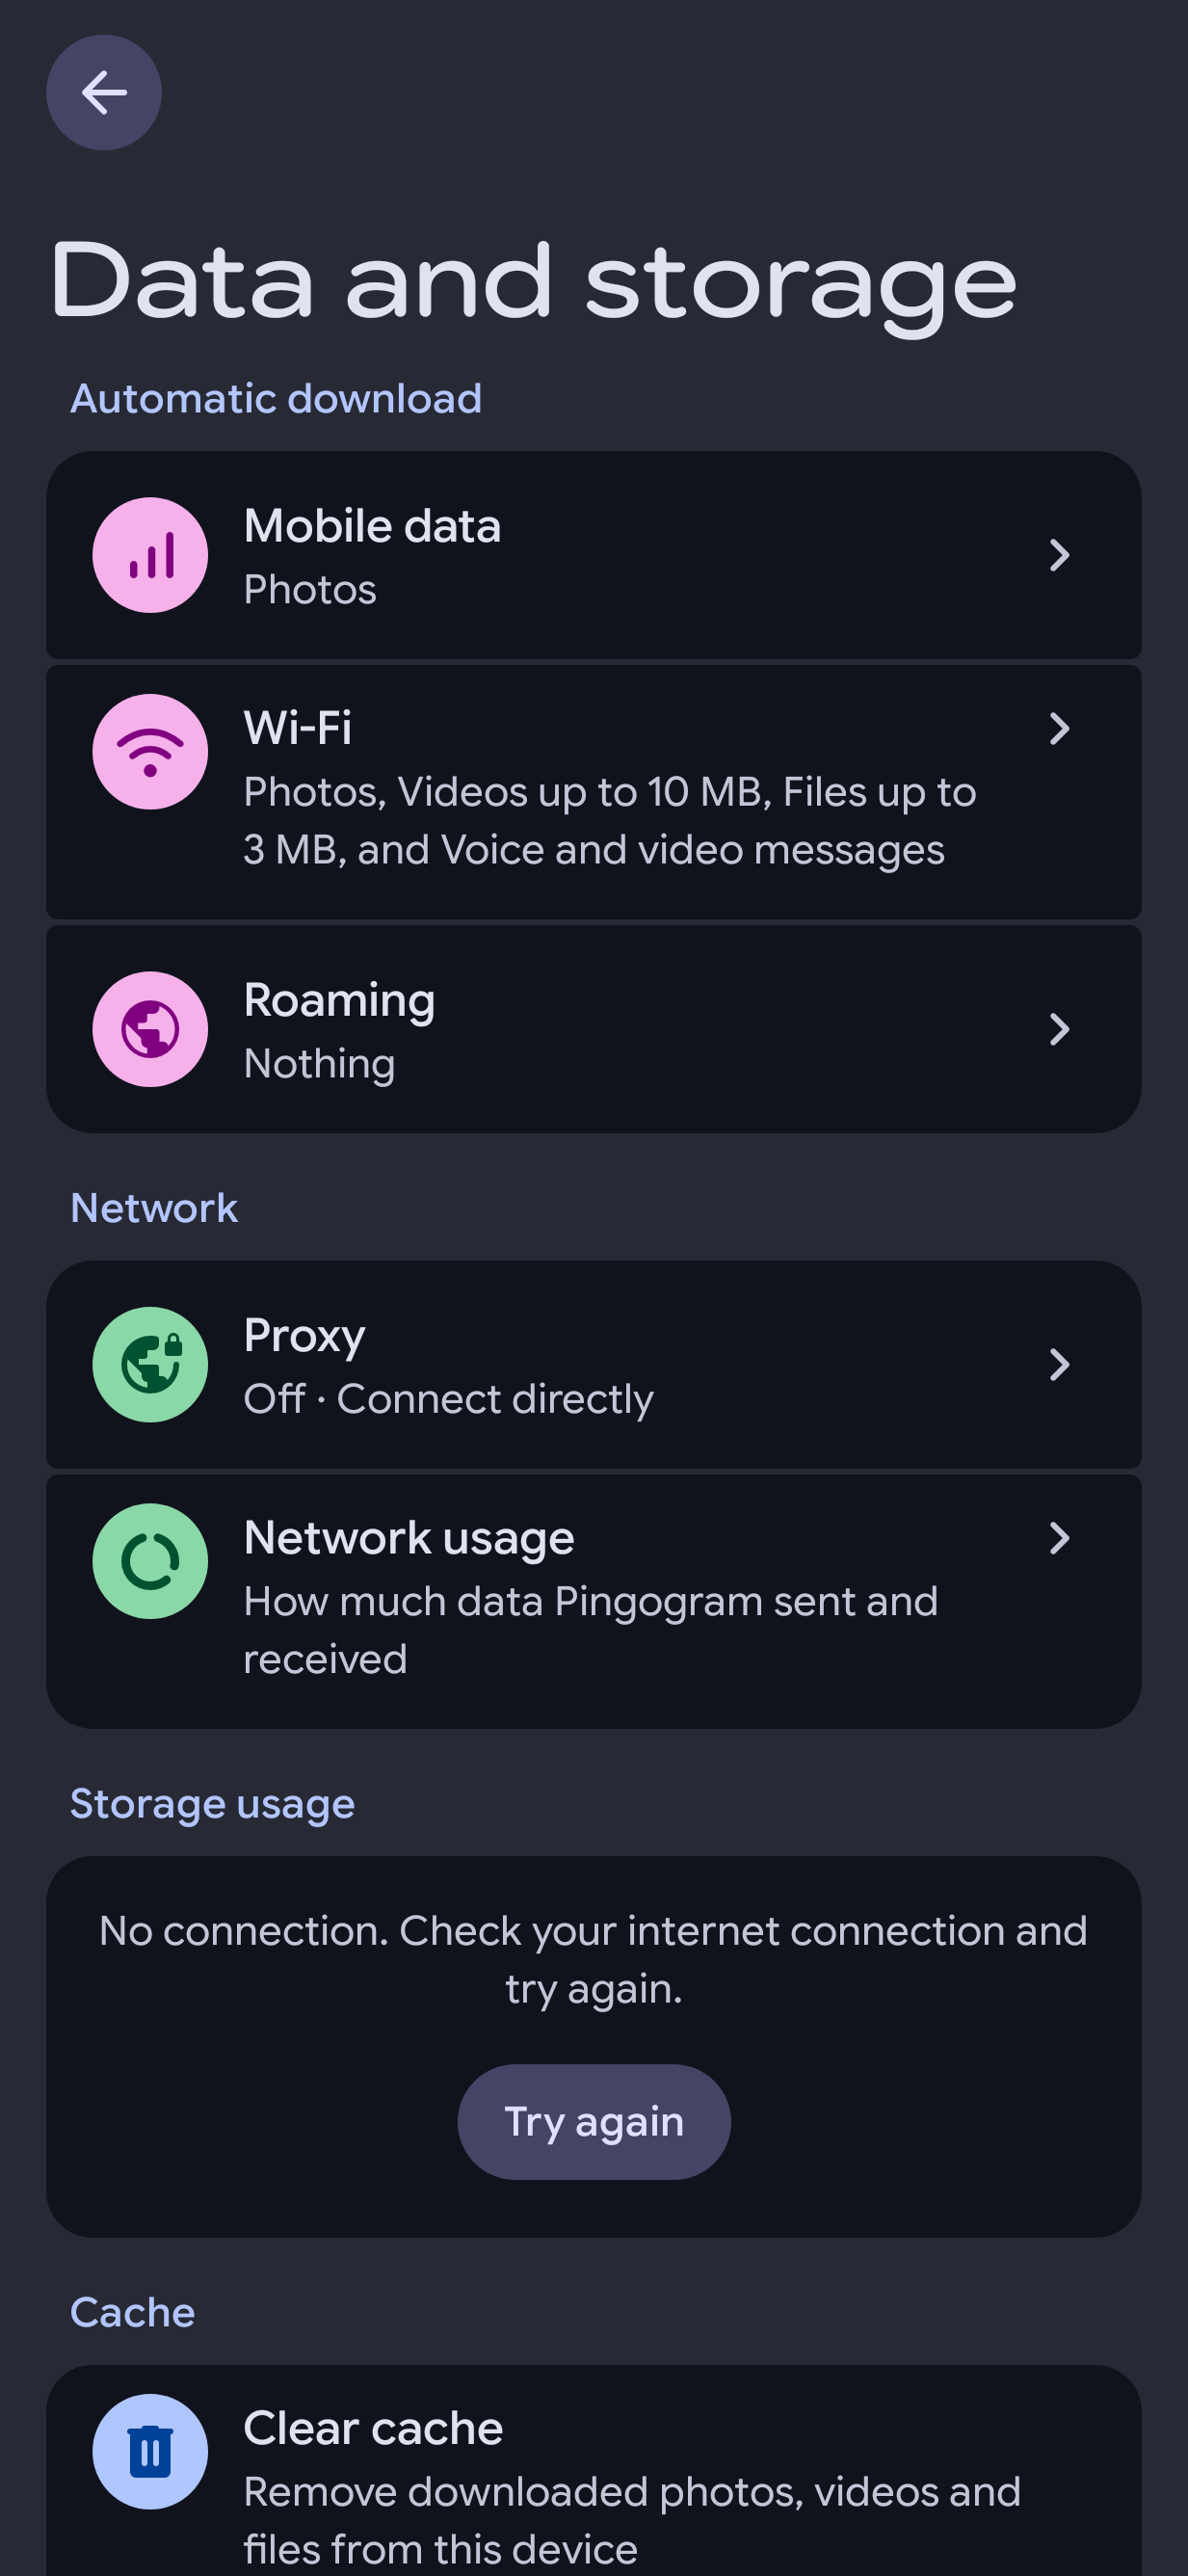 Data and storage
Automatic download
Mobile data
Photos
Wi-Fi
Photos, Videos up to 10 MB, Files up to
3 MB, and Voice and video messages
Roaming
Nothing
Network
Proxy
Off · Connect directly
Network usage
How much data Pingogram sent and
received
Storage usage
No connection. Check your internet connection and
try again.
Try again
Cache
Clear cache
Remove downloaded photos, videos and
files from this device